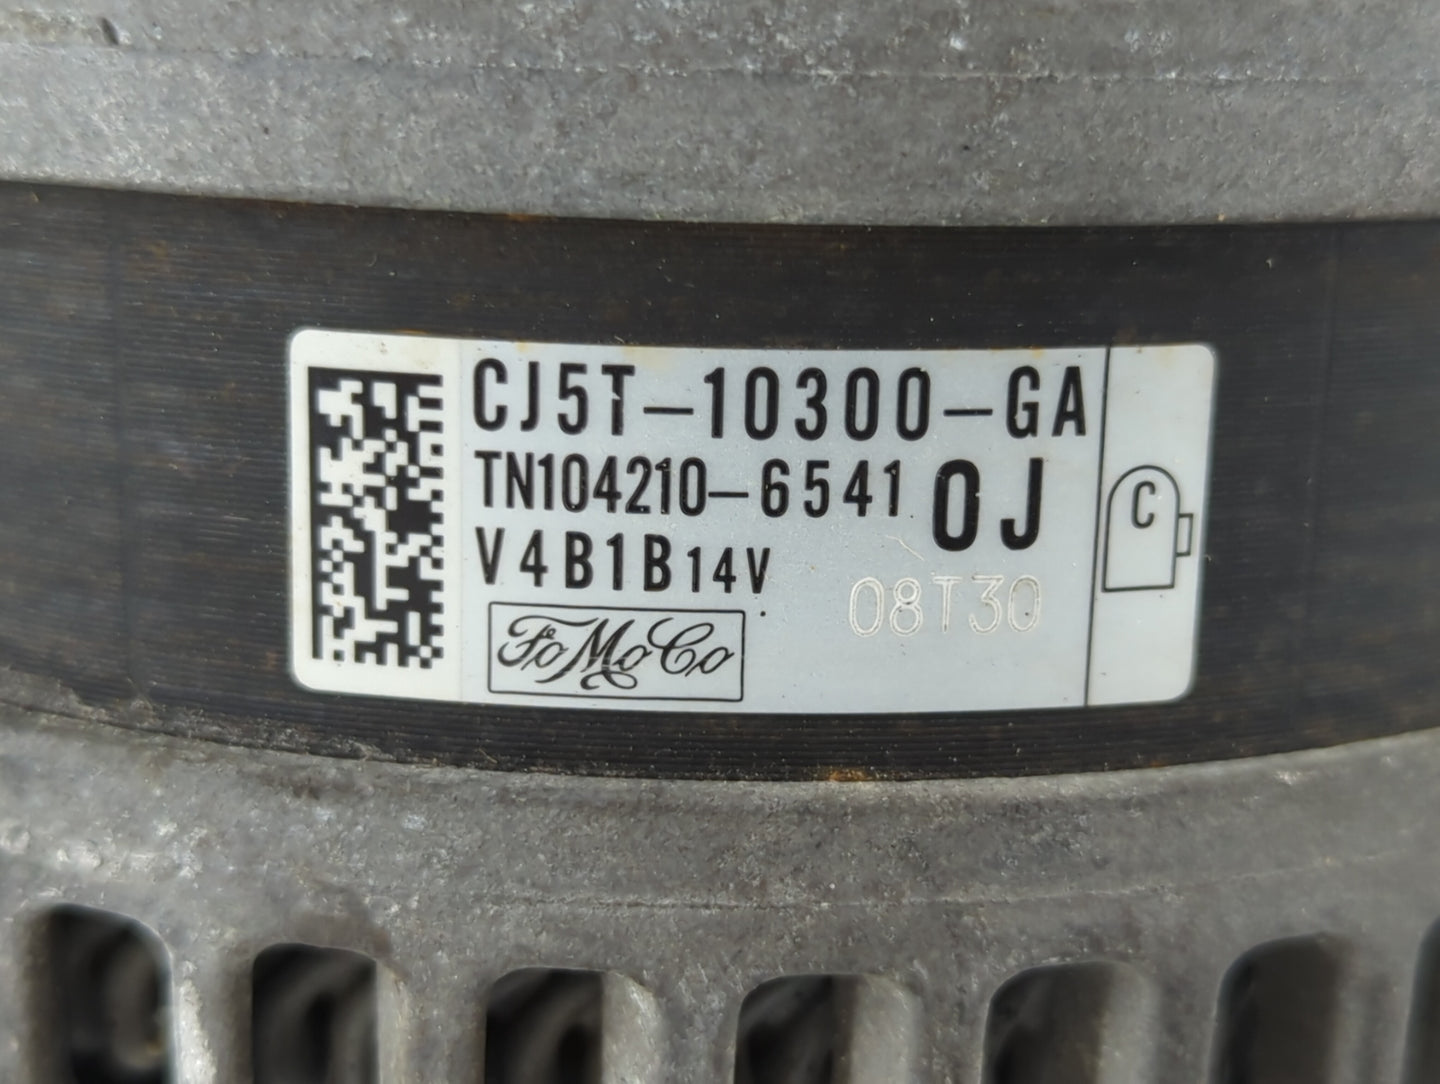 CJ5T-10300-GA
TN104210-6541 0J
V4B1B14V
08T30
FoMoCo
C